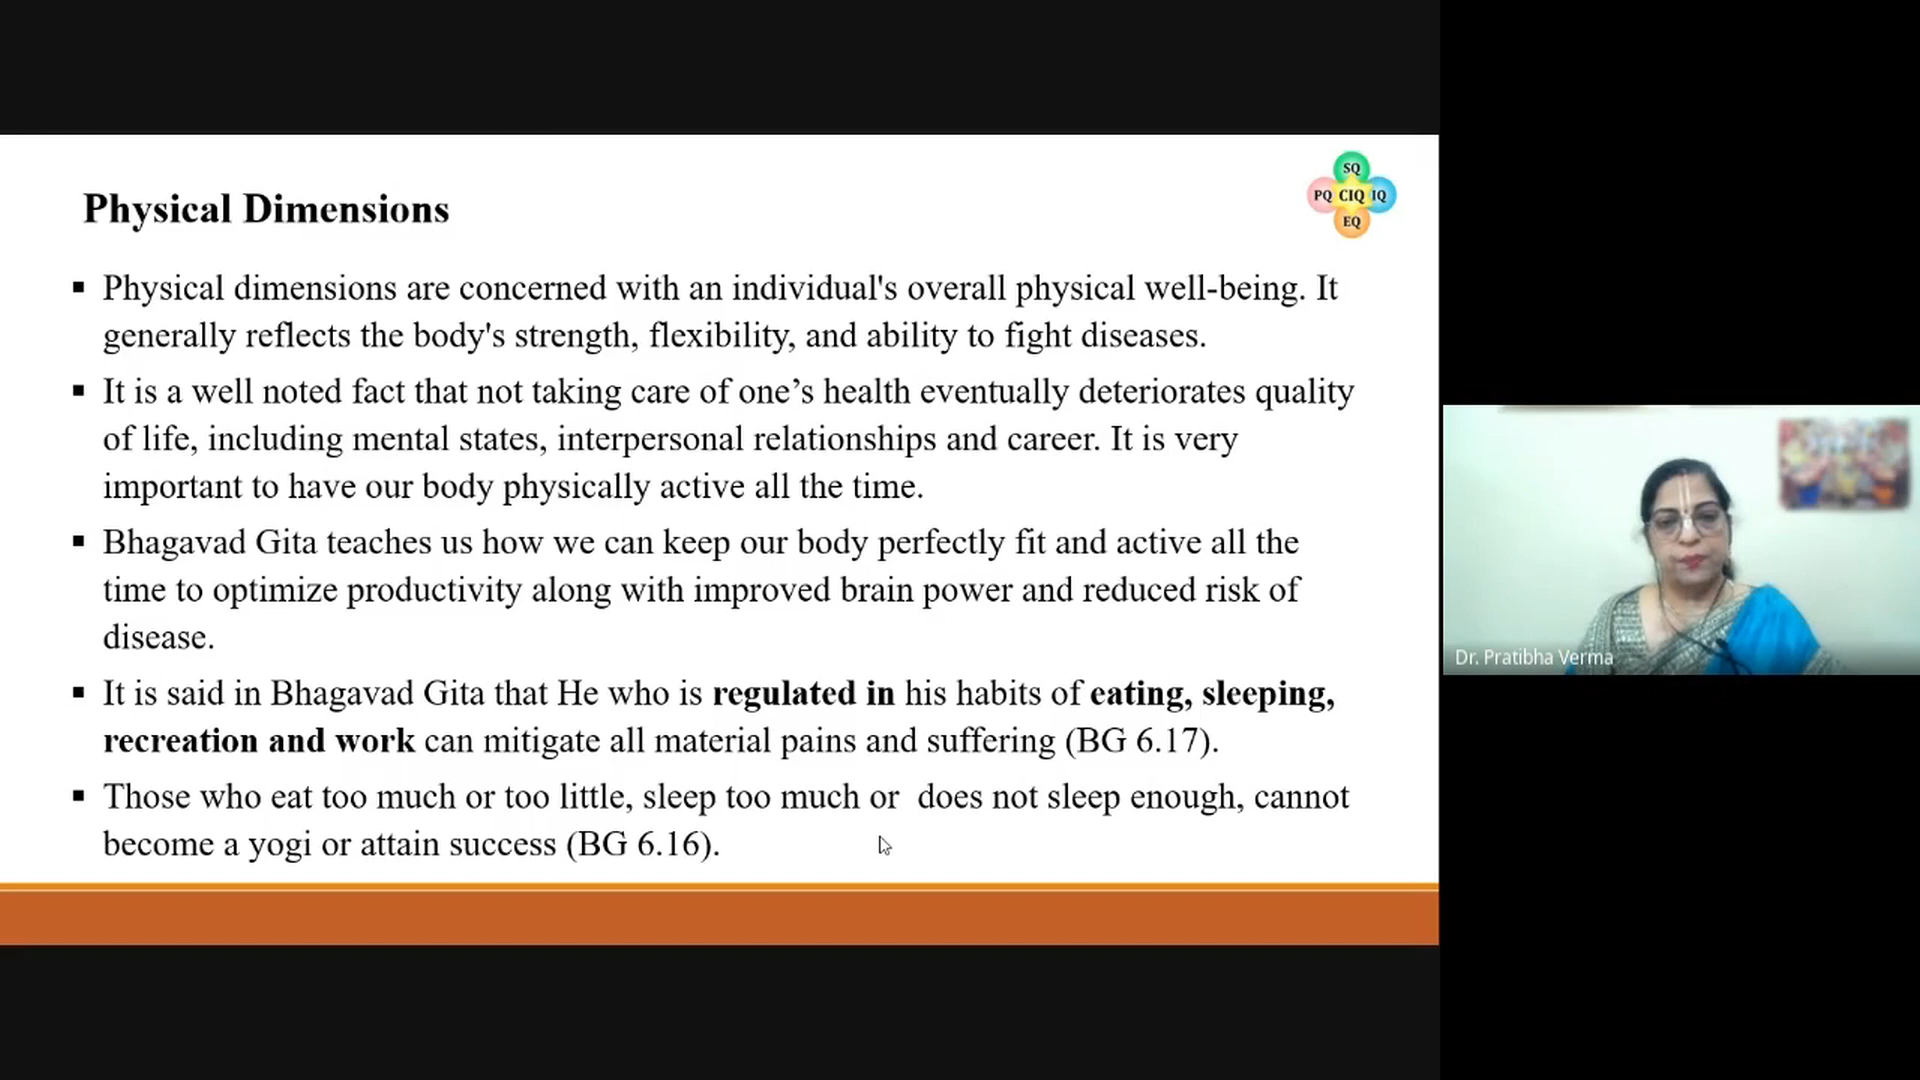 SQ
PQ CIQ IQ
EQ
Physical Dimensions
▪ Physical dimensions are concerned with an individual's overall physical well-being. It
generally reflects the body's strength, flexibility, and ability to fight diseases.
▪ It is a well noted fact that not taking care of one’s health eventually deteriorates quality
of life, including mental states, interpersonal relationships and career. It is very
important to have our body physically active all the time.
▪ Bhagavad Gita teaches us how we can keep our body perfectly fit and active all the
time to optimize productivity along with improved brain power and reduced risk of
disease.
▪ It is said in Bhagavad Gita that He who is regulated in his habits of eating, sleeping,
recreation and work can mitigate all material pains and suffering (BG 6.17).
▪ Those who eat too much or too little, sleep too much or  does not sleep enough, cannot
become a yogi or attain success (BG 6.16).
Dr. Pratibha Verma